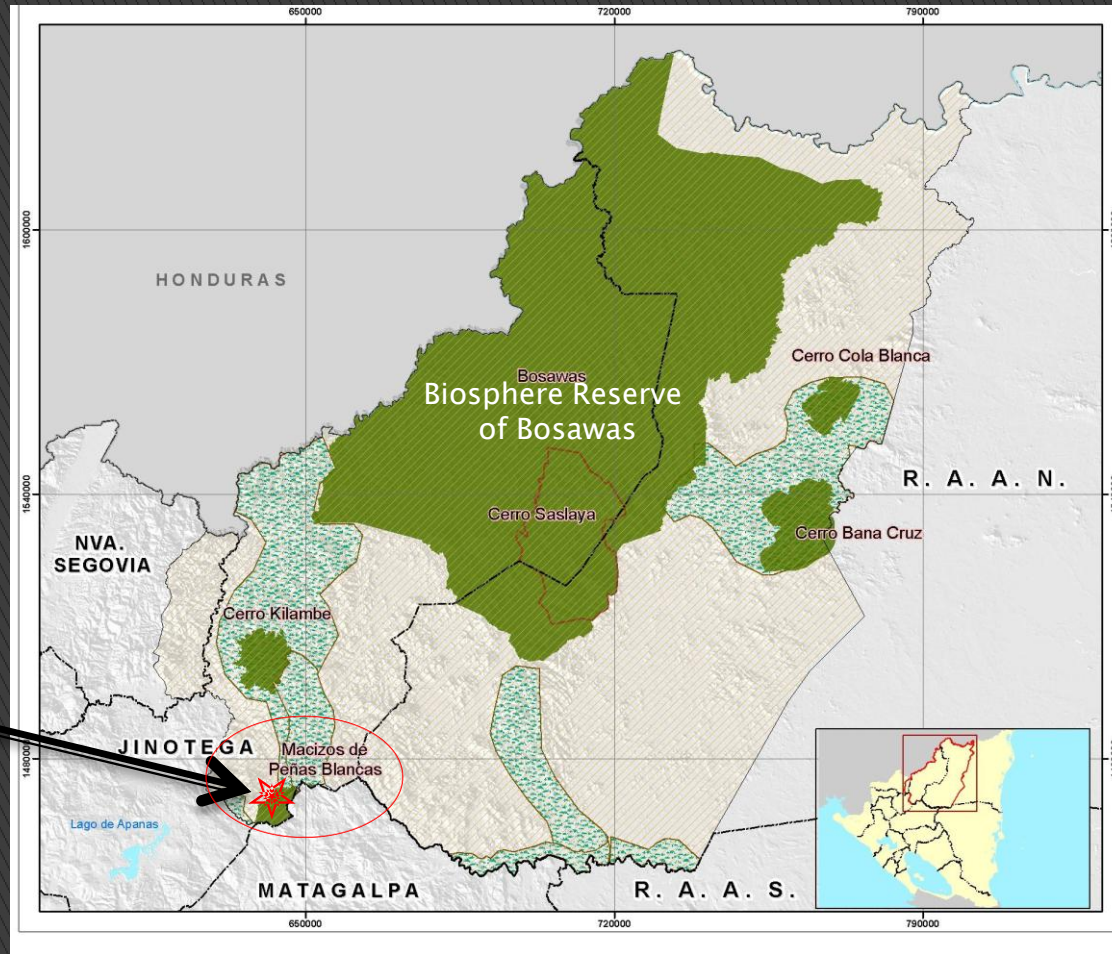 650000
720000
790000
1600000
HONDURAS
Cerro Cola Blanca
Bosawas
Biosphere Reserve
of Bosawas
R. A. A. N.
1540000
Cerro Saslaya
Cerro Bana Cruz
NVA.
SEGOVIA
Cerro Kilambe
JINOTEGA
Macizos de
Peñas Blancas
1480000
Lago de Apanas
MATAGALPA
R. A. A. S.
650000
720000
790000